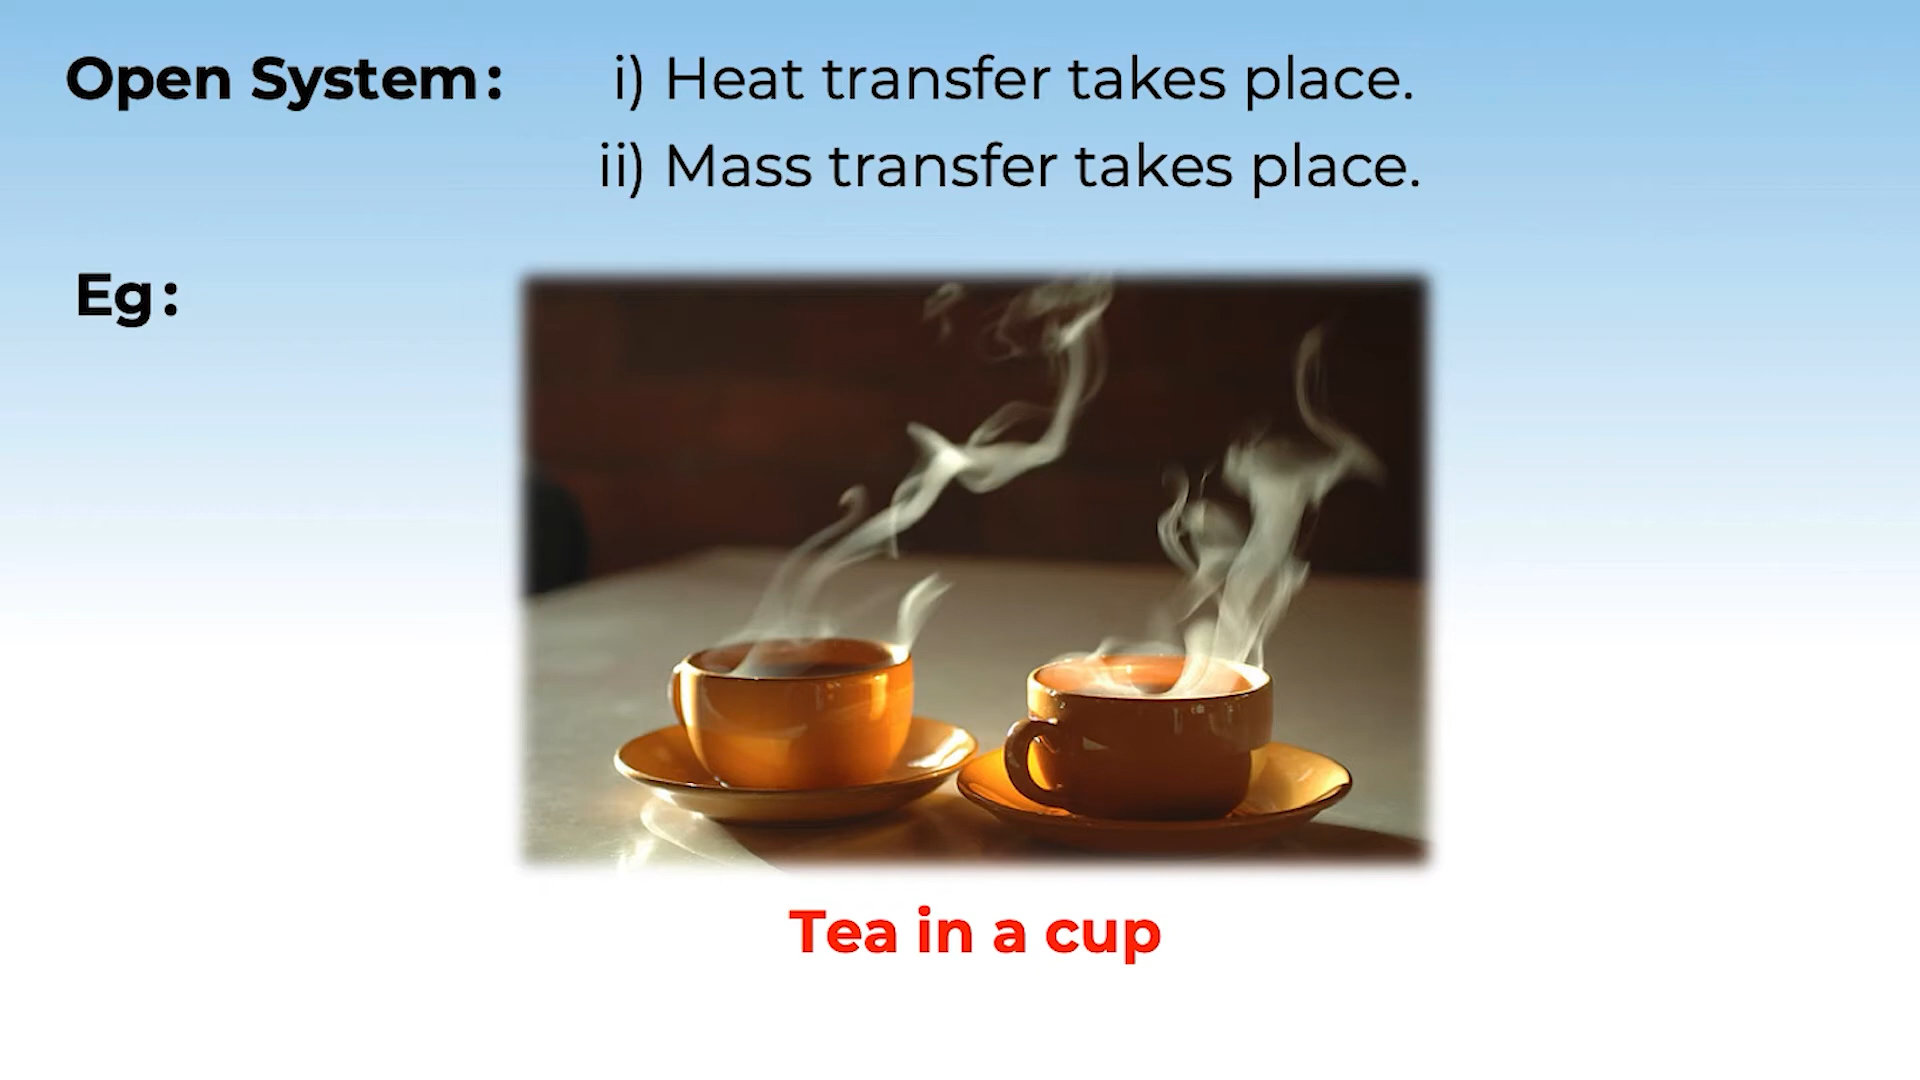 Open System: i) Heat transfer takes place.
ii) Mass transfer takes place.
Eg:
Tea in a cup